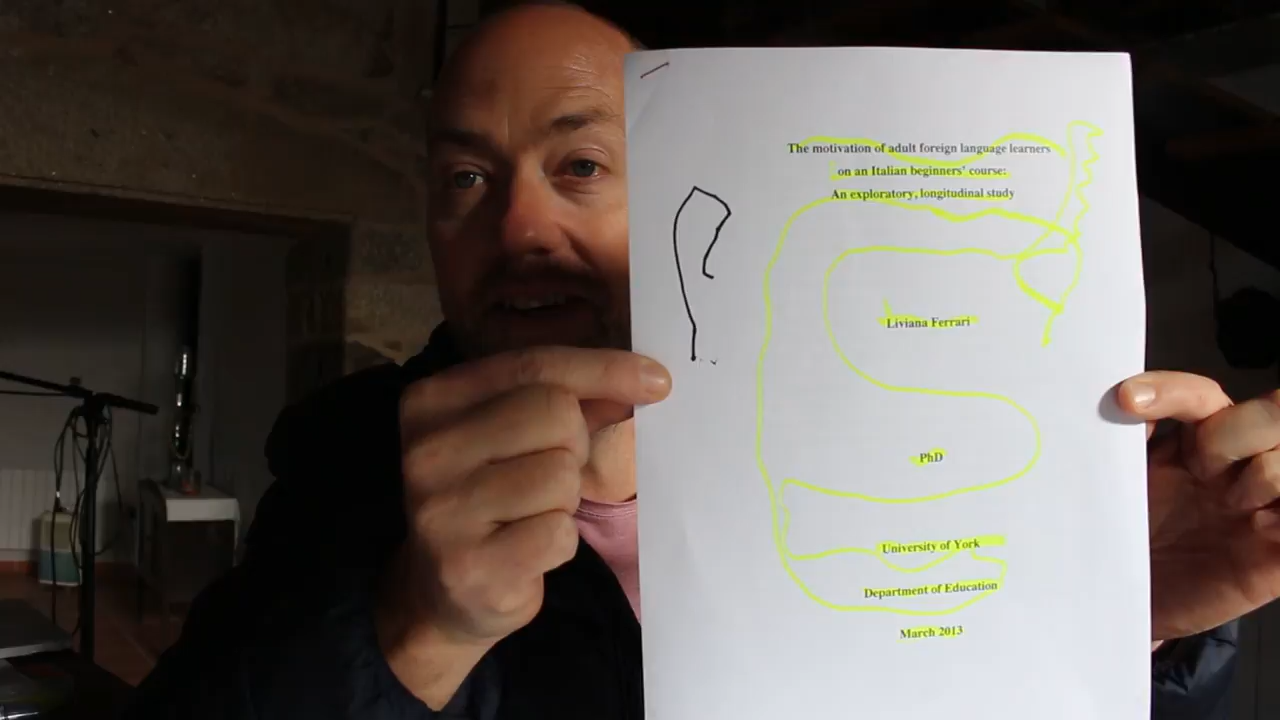 The motivation of adult foreign language learners
on an Italian beginners' course:
An exploratory, longitudinal study
Liviana Ferrari
PhD
University of York
Department of Education
March 2013